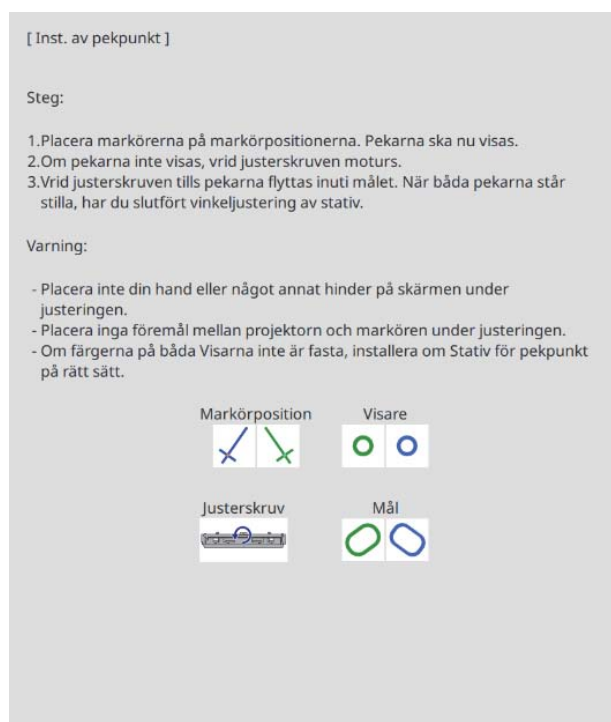 [ Inst. av pekpunkt ]
Steg:
1.Placera markörerna på markörpositionerna. Pekarna ska nu visas.
2.Om pekarna inte visas, vrid justerskruven moturs.
3.Vrid justerskruven tills pekarna flyttas inuti målet. När båda pekarna står
stilla, har du slutfört vinkeljustering av stativ.
Varning:
- Placera inte din hand eller något annat hinder på skärmen under
justeringen.
- Placera inga föremål mellan projektorn och markören under justeringen.
- Om färgerna på båda Visarna inte är fasta, installera om Stativ för pekpunkt
på rätt sätt.
Markörposition Visare
Justerskruv Mål